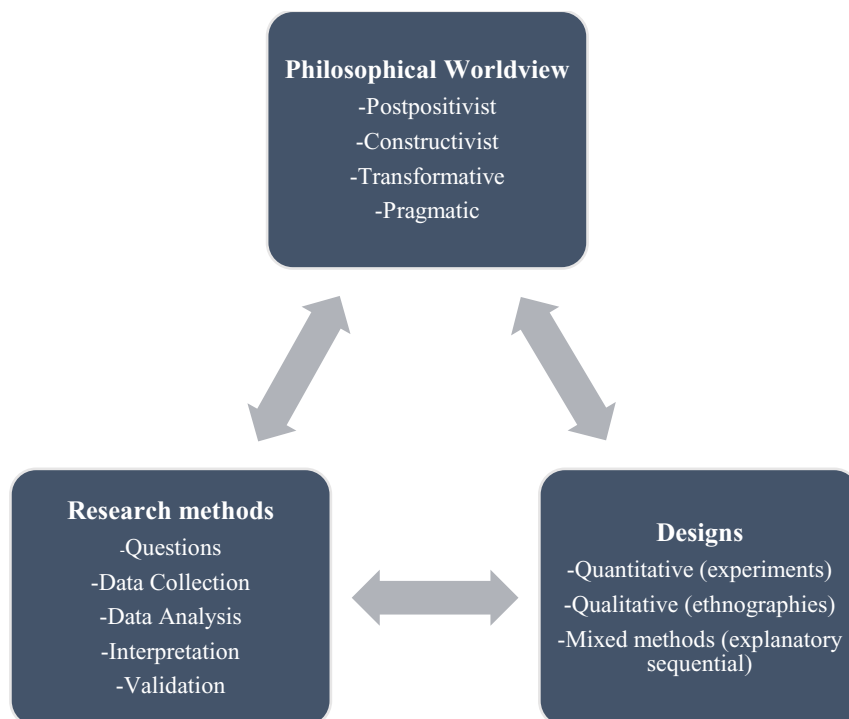 Philosophical Worldview
-Postpositivist
-Constructivist
-Transformative
-Pragmatic
Research methods
-Questions
-Data Collection
-Data Analysis
-Interpretation
-Validation
Designs
-Quantitative (experiments)
-Qualitative (ethnographies)
-Mixed methods (explanatory
sequential)